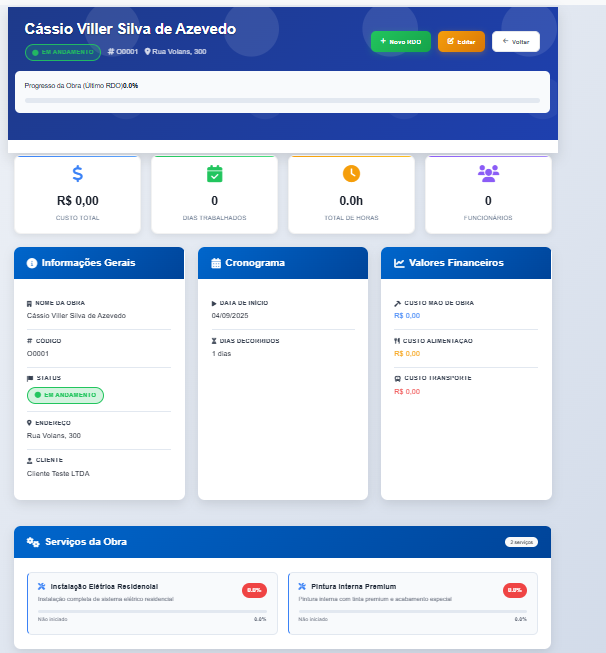 Cássio Viller Silva de Azevedo
EM ANDAMENTO # O0001 Rua Volans, 300
+ Novo RDO Editar ← Voltar
Progresso da Obra (Último RDO)0.0%
R$ 0,00
CUSTO TOTAL
0
DIAS TRABALHADOS
0.0h
TOTAL DE HORAS
0
FUNCIONÁRIOS
Informações Gerais
NOME DA OBRA
Cássio Viller Silva de Azevedo
# CÓDIGO
O0001
STATUS
EM ANDAMENTO
ENDEREÇO
Rua Volans, 300
CLIENTE
Cliente Teste LTDA
Cronograma
DATA DE INÍCIO
04/09/2025
DIAS DECORRIDOS
1 dias
Valores Financeiros
CUSTO MÃO DE OBRA
R$ 0,00
CUSTO ALIMENTAÇÃO
R$ 0,00
CUSTO TRANSPORTE
R$ 0,00
Serviços da Obra
2 serviços
Instalação Elétrica Residencial
0.0%
Instalação completa de sistema elétrico residencial
Não iniciado 0.0%
Pintura Interna Premium
0.0%
Pintura interna com tinta premium e acabamento especial
Não iniciado 0.0%